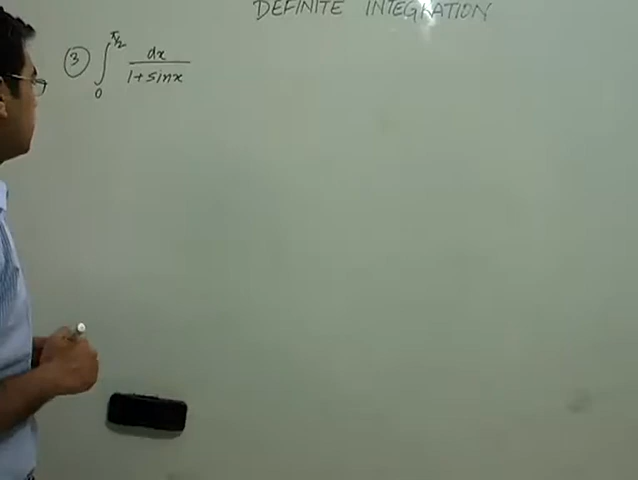 DEFINITE INTEGRATION
③ ∫₀^{π/2} dx / (1+sinx)